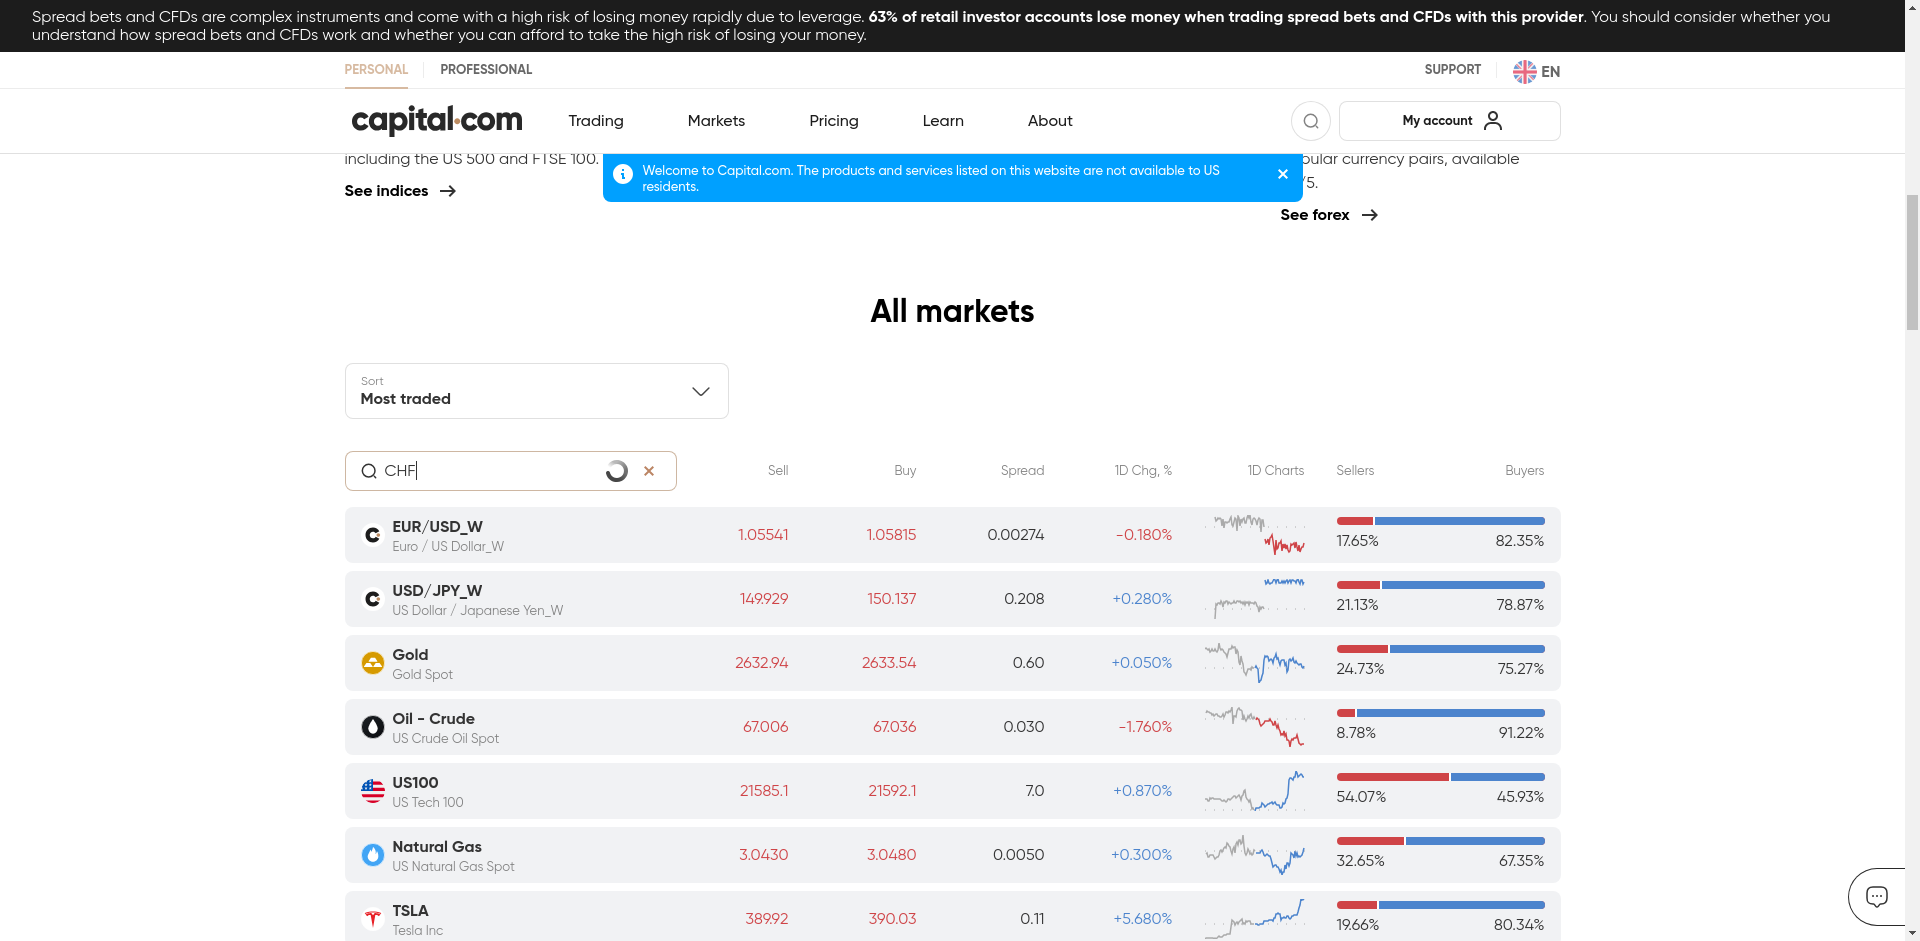 Spread bets and CFDs are complex instruments and come with a high risk of losing money rapidly due to leverage. 63% of retail investor accounts lose money when trading spread bets and CFDs with this provider. You should consider whether you
understand how spread bets and CFDs work and whether you can afford to take the high risk of losing your money.
PERSONAL PROFESSIONAL SUPPORT EN
capital.com Trading Markets Pricing Learn About My account
including the US 500 and FTSE 100.
See indices
Welcome to Capital.com. The products and services listed on this website are not available to US
residents.
pular currency pairs, available
/5.
See forex
All markets
Sort
Most traded
CHF Sell Buy Spread 1D Chg, % 1D Charts Sellers Buyers
EUR/USD_W 1.05541 1.05815 0.00274 -0.180% 17.65% 82.35%
Euro / US Dollar_W
USD/JPY_W 149.929 150.137 0.208 +0.280% 21.13% 78.87%
US Dollar / Japanese Yen_W
Gold 2632.94 2633.54 0.60 +0.050% 24.73% 75.27%
Gold Spot
Oil - Crude 67.006 67.036 0.030 -1.760% 8.78% 91.22%
US Crude Oil Spot
US100 21585.1 21592.1 7.0 +0.870% 54.07% 45.93%
US Tech 100
Natural Gas 3.0430 3.0480 0.0050 +0.300% 32.65% 67.35%
US Natural Gas Spot
TSLA 389.92 390.03 0.11 +5.680% 19.66% 80.34%
Tesla Inc